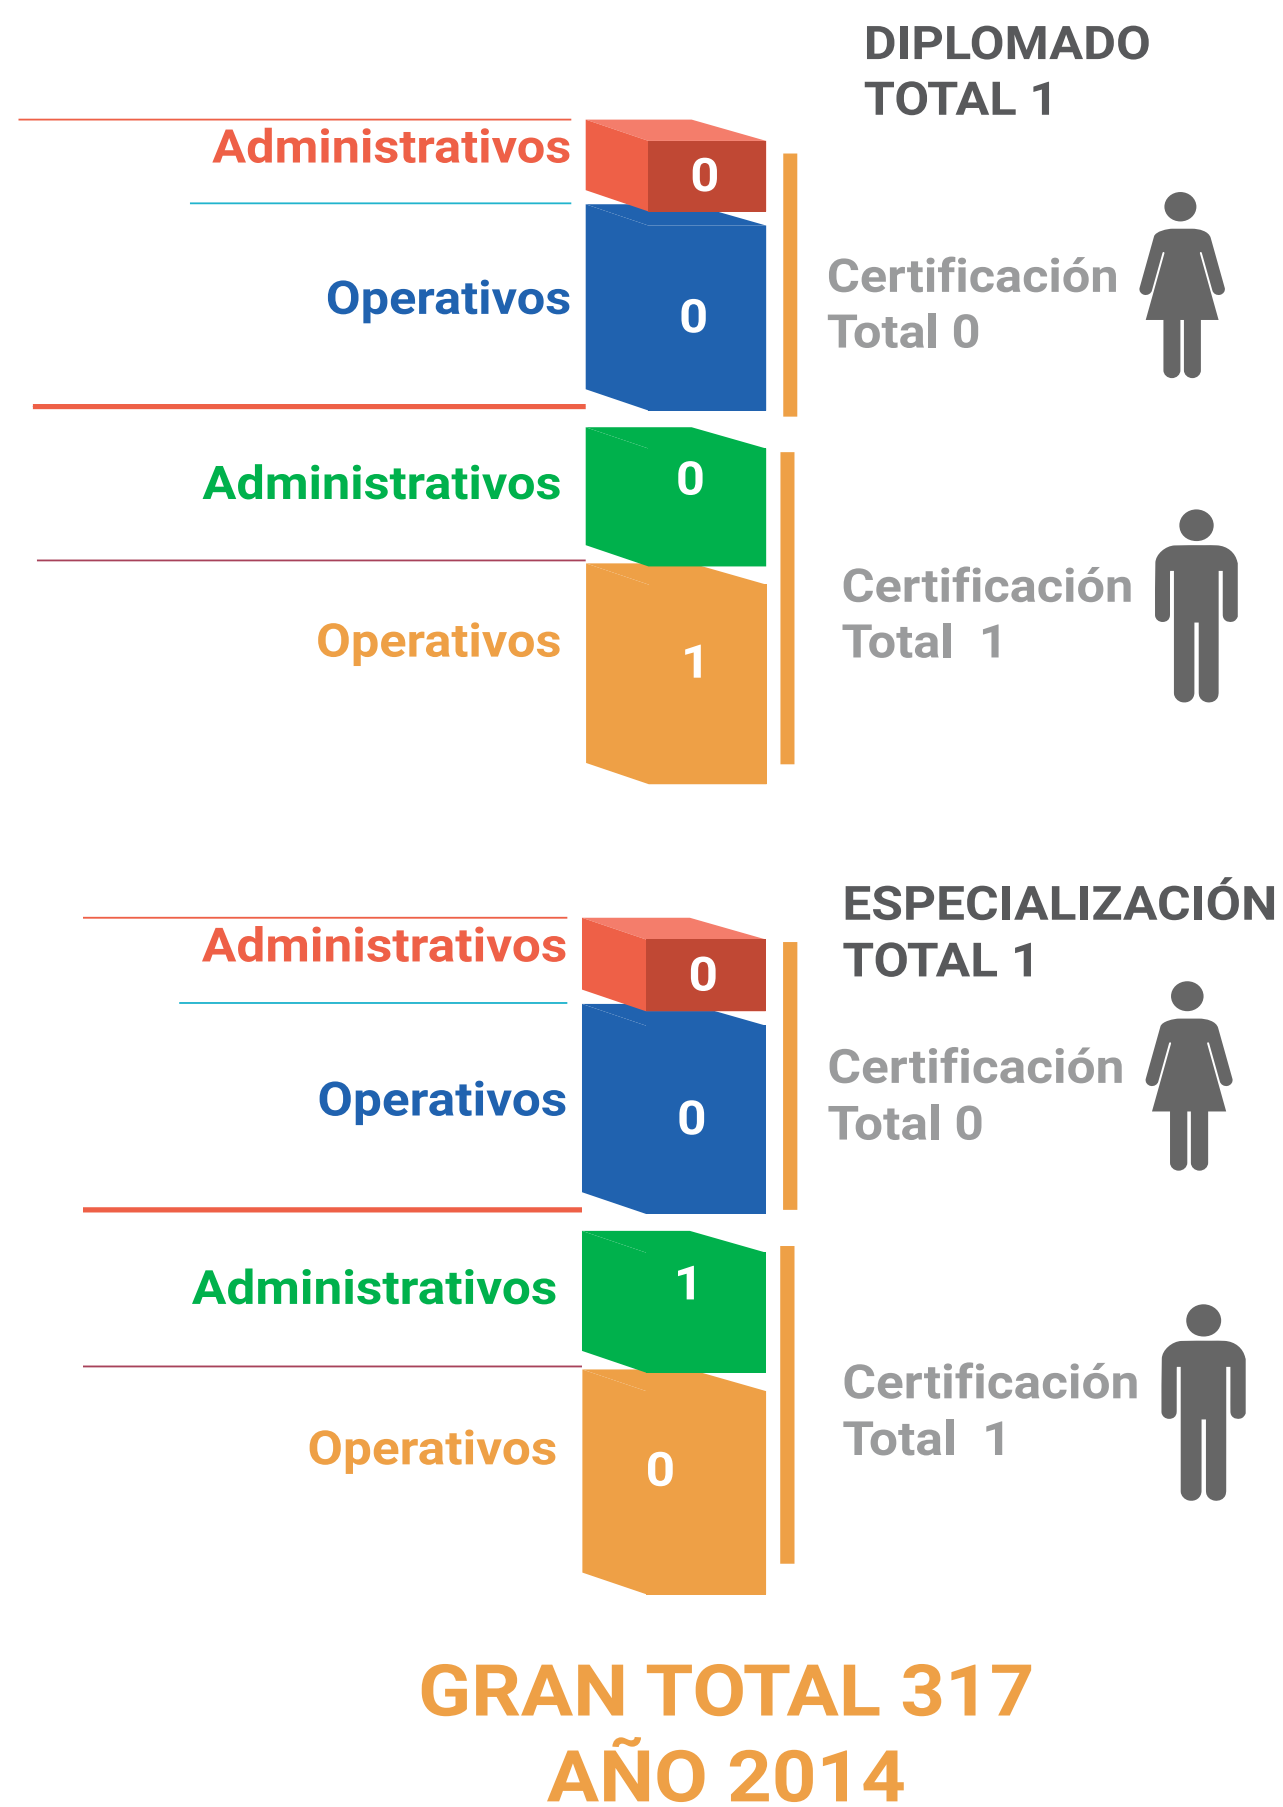 DIPLOMADO
TOTAL 1
Administrativos
0
Operativos
0
Certificación
Total 0
Administrativos
0
Operativos
1
Certificación
Total 1
ESPECIALIZACIÓN
TOTAL 1
Administrativos
0
Operativos
0
Certificación
Total 0
Administrativos
1
Operativos
0
Certificación
Total 1
GRAN TOTAL 317
AÑO 2014